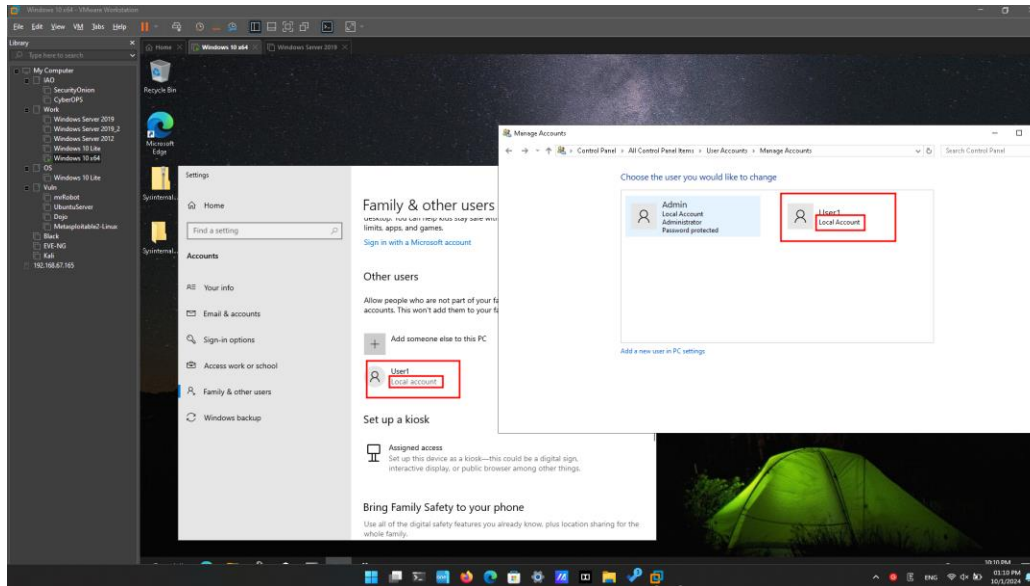 Windows 10 x64 - VMware Workstation
File Edit View VM Tabs Help
Library
Type here to search
My Computer
IAO
SecurityOnion
CyberOPS
Work
Windows Server 2019
Windows Server 2019_2
Windows Server 2012
Windows 10 Lite
Windows 10 x64
OS
Windows 10 Lite
Vuln
mrRobot
UbuntuServer
Dojo
Metasploitable2-Linux
Black
EVE-NG
Kali
192.168.67.165
Home
Windows 10 x64
Windows Server 2019
Recycle Bin
Microsoft
Edge
Settings
Home
Find a setting
Accounts
Your info
Email & accounts
Sign-in options
Access work or school
Family & other users
Windows backup
Family & other users
limits, apps, and games.
Sign in with a Microsoft account
Other users
Allow people who are not part of your
accounts. This won't add them to your
Add someone else to this PC
User1
Local account
Set up a kiosk
Assigned access
Set up this device as a kiosk—this could be a digital sign,
interactive display, or public browser among other things.
Bring Family Safety to your phone
Use all of the digital safety features you already know, plus location sharing for the
whole family.
Manage Accounts
Control Panel
All Control Panel Items
User Accounts
Manage Accounts
Search Control Panel
Choose the user you would like to change
Admin
Local Account
Administrator
Password protected
User1
Local Account
Add a new user in PC settings
10:10 PM
ENG
01:10 PM
10/1/2024